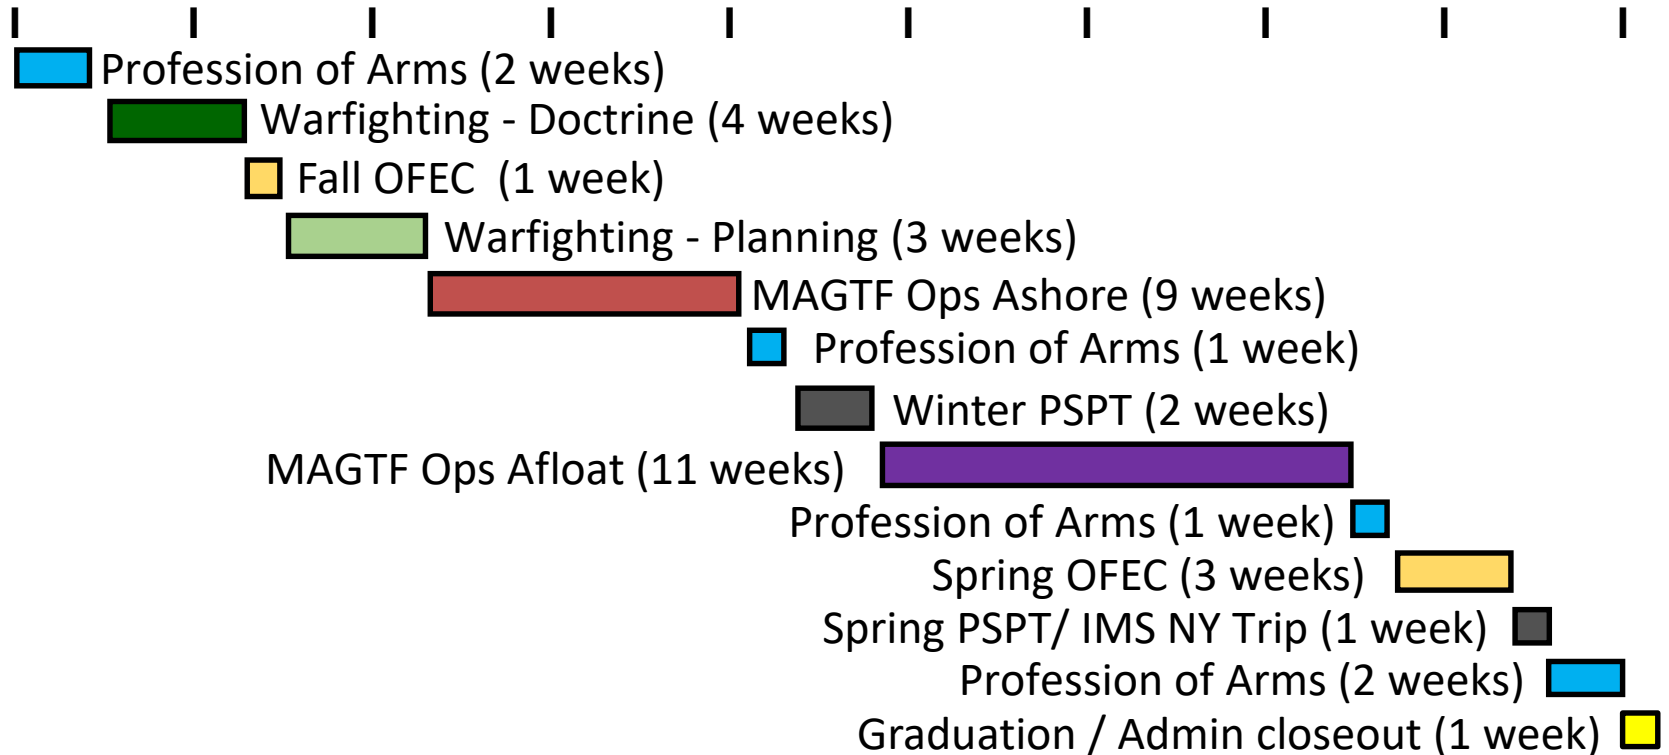 Profession of Arms (2 weeks)
Warfighting - Doctrine (4 weeks)
Fall OFEC  (1 week)
Warfighting - Planning (3 weeks)
MAGTF Ops Ashore (9 weeks)
Profession of Arms (1 week)
Winter PSPT (2 weeks)
MAGTF Ops Afloat (11 weeks)
Profession of Arms (1 week)
Spring OFEC (3 weeks)
Spring PSPT/ IMS NY Trip (1 week)
Profession of Arms (2 weeks)
Graduation / Admin closeout (1 week)